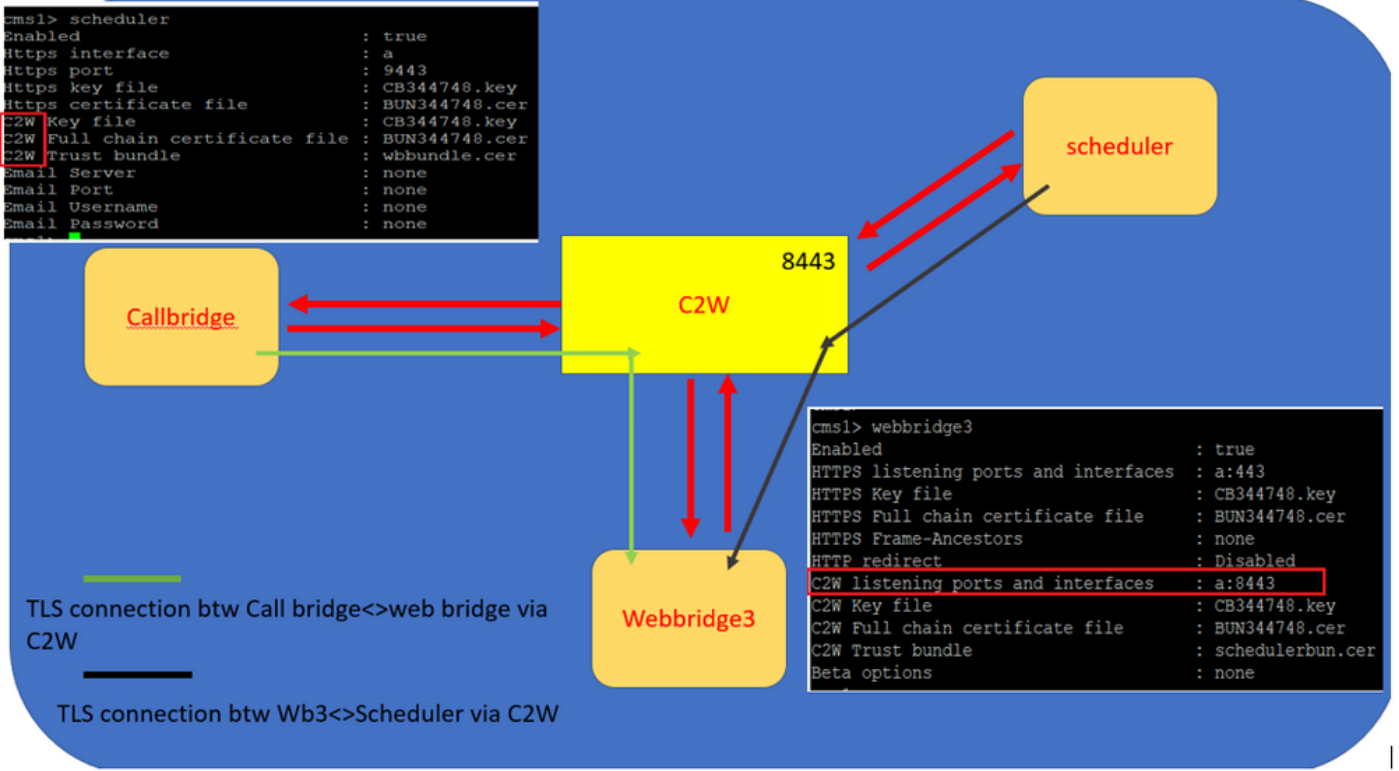 cms1> scheduler
Enabled : true
Https interface : a
Https port : 9443
Https key file : CB344748.key
Https certificate file : BUN344748.cer
C2W Key file : CB344748.key
C2W Full chain certificate file : BUN344748.cer
C2W Trust bundle : wbbundle.cer
Email Server : none
Email Port : none
Email Username : none
Email Password : none
scheduler
8443
C2W
Callbridge
cms1> webbridge3
Enabled : true
HTTPS listening ports and interfaces : a:443
HTTPS Key file : CB344748.key
HTTPS Full chain certificate file : BUN344748.cer
HTTPS Frame-Ancestors : none
HTTP redirect : Disabled
C2W listening ports and interfaces : a:8443
C2W Key file : CB344748.key
C2W Full chain certificate file : BUN344748.cer
C2W Trust bundle : schedulerbun.cer
Beta options : none
Webbridge3
TLS connection btw Call bridge<>web bridge via
C2W
TLS connection btw Wb3<>Scheduler via C2W